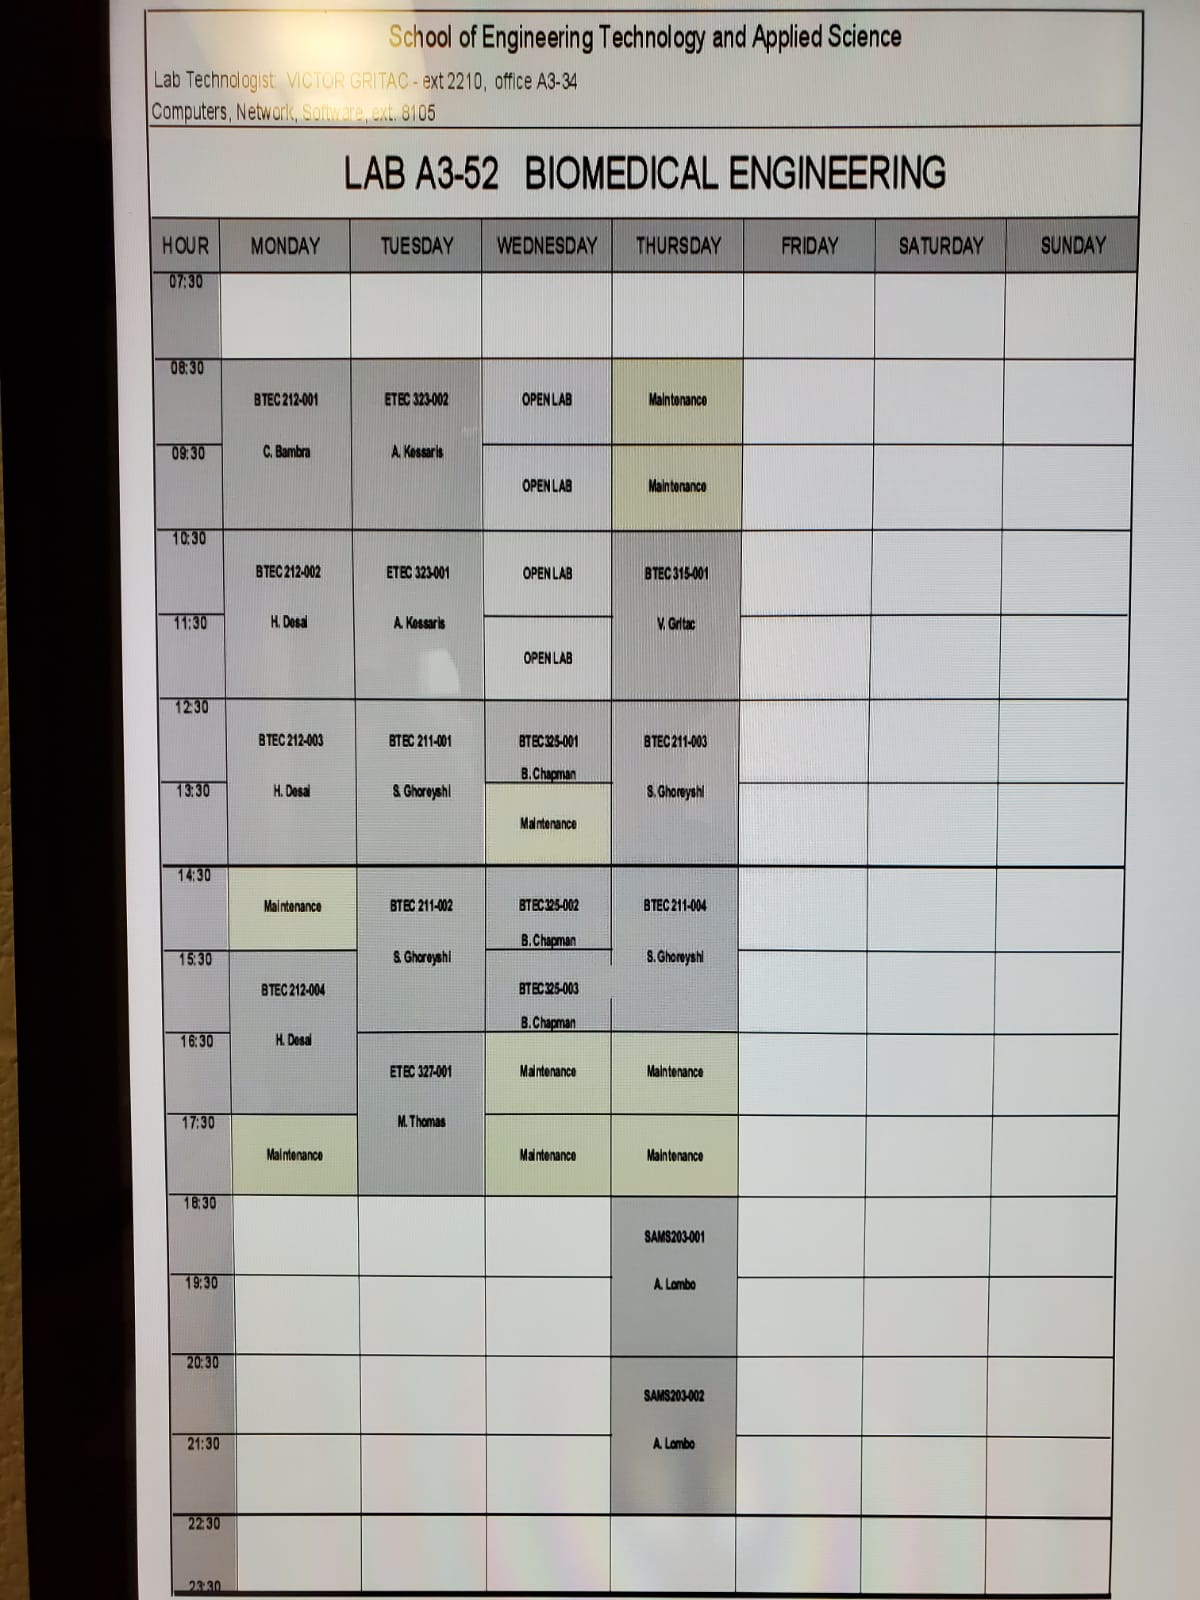 School of Engineering Technology and Applied Science
Lab Technologist: VICTOR GRITAC - ext 2210, office A3-34
Computers, Network, Software, ext. 8105
LAB A3-52 BIOMEDICAL ENGINEERING
HOUR MONDAY TUESDAY WEDNESDAY THURSDAY FRIDAY SATURDAY SUNDAY
07:30
08:30
BTEC 212-001 ETEC 323-002 OPEN LAB Maintenance
C. Bambra A. Kossaris
09:30
OPEN LAB Maintenance
10:30
BTEC 212-002 ETEC 323-001 OPEN LAB BTEC 315-001
H. Desai A. Kossaris V. Gritac
11:30
OPEN LAB
12:30
BTEC 212-003 BTEC 211-001 BTEC325-001 BTEC 211-003
B. Chapman
13:30
H. Desai S. Ghoreyshi S. Ghoreyshi
Maintenance
14:30
Maintenance BTEC 211-002 BTEC325-002 BTEC 211-004
B. Chapman
15:30
S. Ghoreyshi S. Ghoreyshi
BTEC 212-004 BTEC325-003
B. Chapman
16:30
H. Desai
ETEC 327-001 Maintenance Maintenance
17:30
M. Thomas
Maintenance Maintenance Maintenance
18:30
SAMS203-001
19:30
A. Lombo
20:30
SAMS203-002
21:30
A. Lombo
22:30
23:30